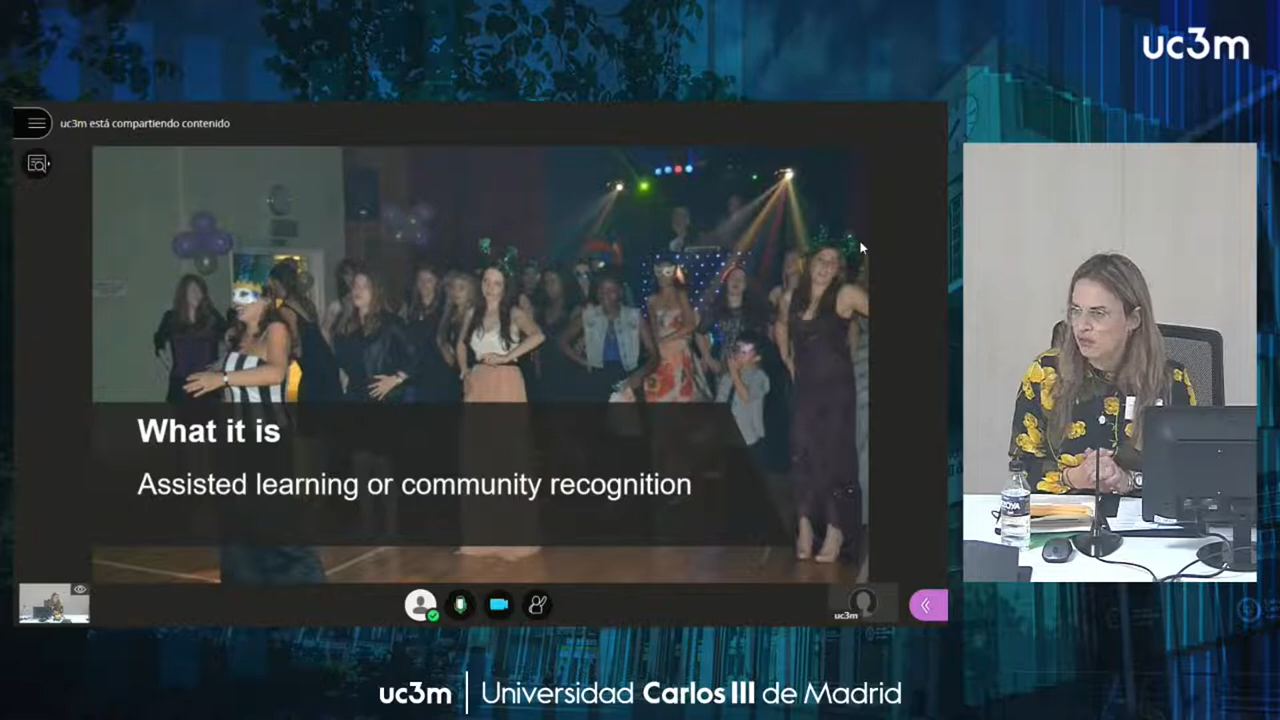 uc3m
uc3m está compartiendo contenido
What it is
Assisted learning or community recognition
uc3m
uc3m | Universidad Carlos III de Madrid